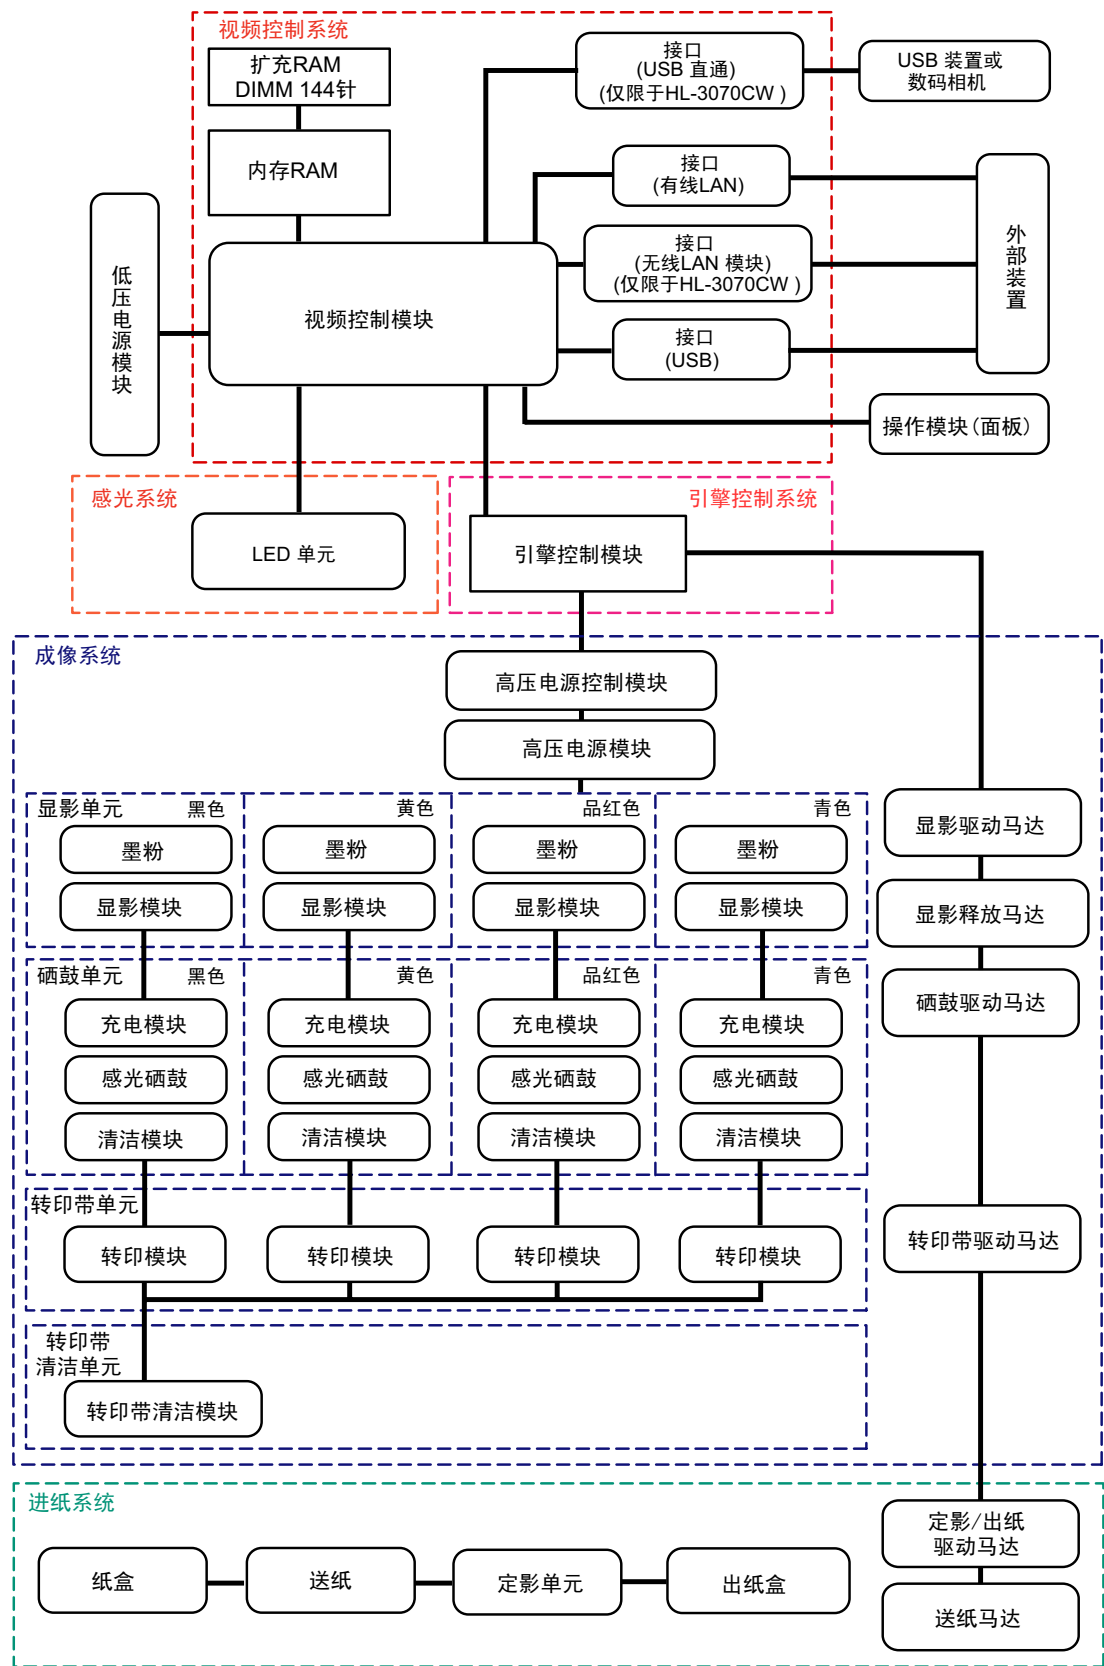 视频控制系统
扩充RAM
DIMM 144针
接口
(USB 直通)
(仅限于HL-3070CW )
USB 装置或
数码相机
内存RAM
接口
(有线LAN)
低压电源模块
视频控制模块
接口
(无线LAN 模块)
(仅限于HL-3070CW )
外部装置
接口
(USB)
操作模块（面板）
感光系统
LED 单元
引擎控制系统
引擎控制模块
成像系统
高压电源控制模块
高压电源模块
显影单元 黑色 黄色 品红色 青色
墨粉 墨粉 墨粉 墨粉
显影驱动马达
显影模块 显影模块 显影模块 显影模块
显影释放马达
硒鼓单元 黑色 黄色 品红色 青色
硒鼓驱动马达
充电模块 充电模块 充电模块 充电模块
感光硒鼓 感光硒鼓 感光硒鼓 感光硒鼓
清洁模块 清洁模块 清洁模块 清洁模块
转印带单元
转印模块 转印模块 转印模块 转印模块
转印带驱动马达
转印带
清洁单元
转印带清洁模块
进纸系统
定影/出纸
驱动马达
纸盒 送纸 定影单元 出纸盒
送纸马达